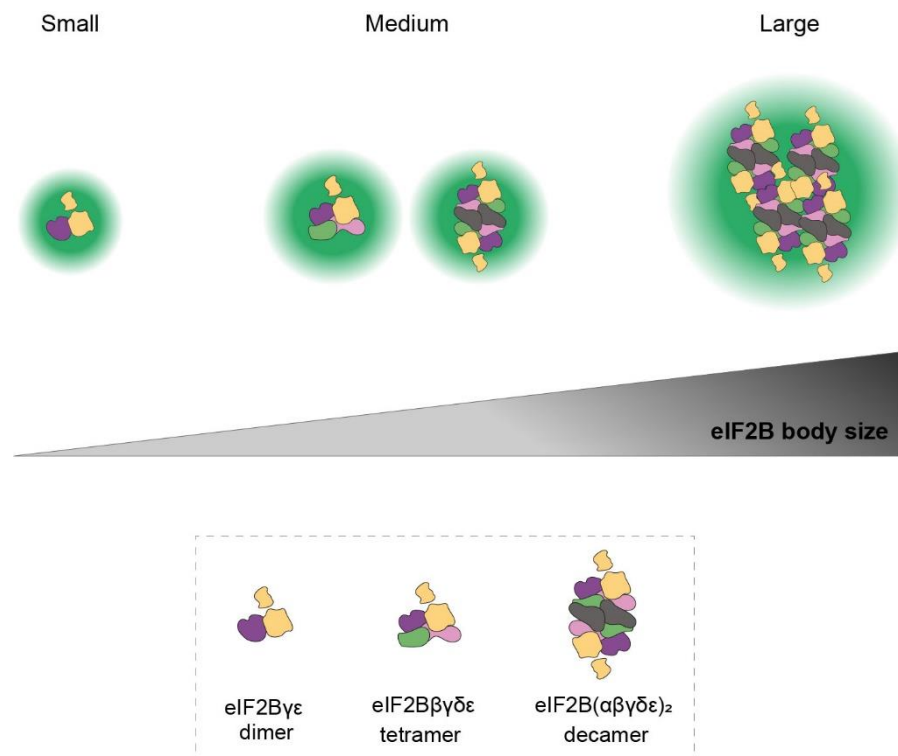 Small
Medium
Large
eIF2B body size
eIF2Bγε
dimer
eIF2Bβγδε
tetramer
eIF2B(αβγδε)₂
decamer